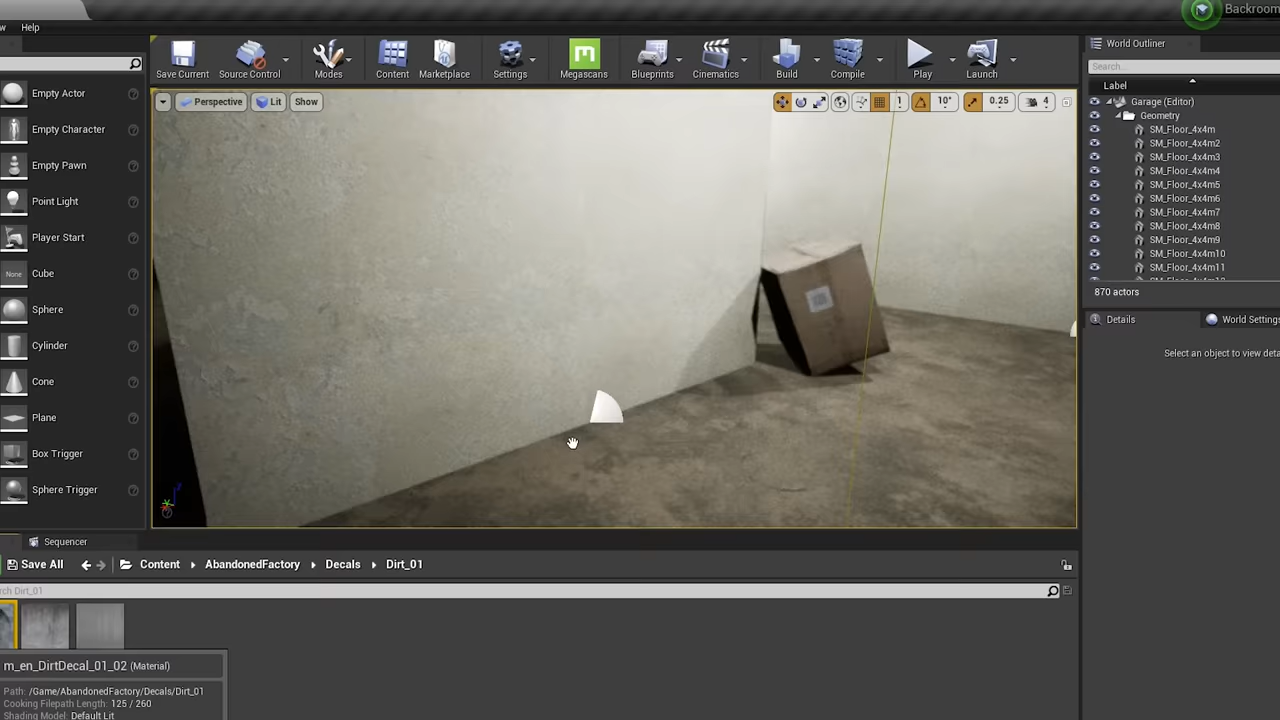 Backroom
w Help
Save Current
Source Control
Modes
Content
Marketplace
Settings
Megascans
Blueprints
Cinematics
Build
Compile
Play
Launch
World Outliner
Search...
Label
Perspective
Lit
Show
1
10°
0.25
4
Garage (Editor)
Geometry
SM_Floor_4x4m
SM_Floor_4x4m2
SM_Floor_4x4m3
SM_Floor_4x4m4
SM_Floor_4x4m5
SM_Floor_4x4m6
SM_Floor_4x4m7
SM_Floor_4x4m8
SM_Floor_4x4m9
SM_Floor_4x4m10
SM_Floor_4x4m11
870 actors
Details
World Settings
Select an object to view deta
Empty Actor
Empty Character
Empty Pawn
Point Light
Player Start
None
Cube
Sphere
Cylinder
Cone
Plane
Box Trigger
Sphere Trigger
Sequencer
Save All
Content
AbandonedFactory
Decals
Dirt_01
rch Dirt_01
m_en_DirtDecal_01_02 (Material)
Path: /Game/AbandonedFactory/Decals/Dirt_01
Cooking Filepath Length: 125 / 260
Shading Model: Default Lit